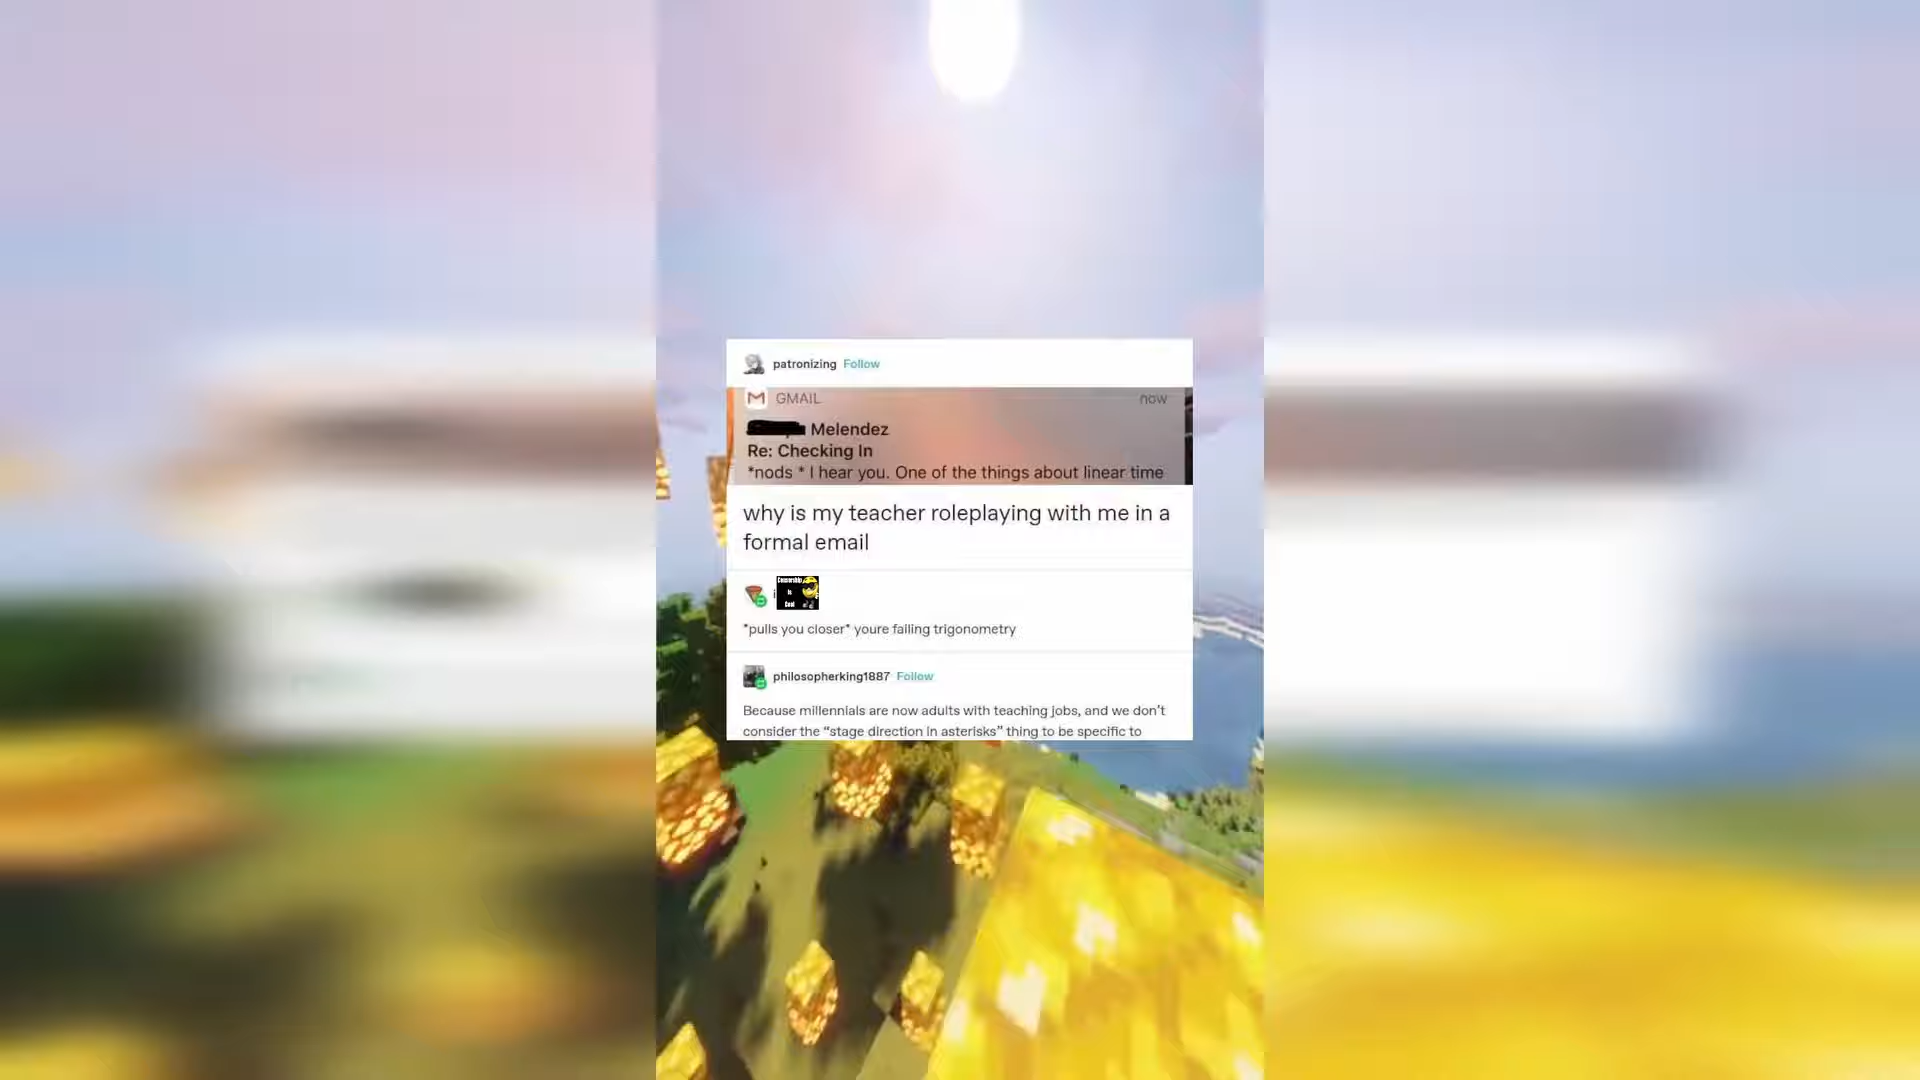 patronizing Follow
GMAIL now
Melendez
Re: Checking In
*nods * I hear you. One of the things about linear time
why is my teacher roleplaying with me in a
formal email
i
Censorship
is
Cool
*pulls you closer* youre failing trigonometry
philosopherking1887 Follow
Because millennials are now adults with teaching jobs, and we don’t
consider the “stage direction in asterisks” thing to be specific to